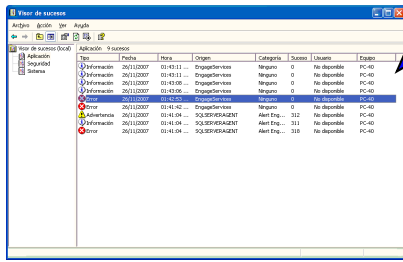 Visor de sucesos
Archivo Acción Ver Ayuda
Visor de sucesos (local)
Aplicación
Seguridad
Sistema
Aplicación 9 sucesos
Tipo Fecha Hora Origen Categoría Suceso Usuario Equipo
Información 26/11/2007 01:43:11 ... EngageServices Ninguno 0 No disponible PC-40
Información 26/11/2007 01:43:11 ... EngageServices Ninguno 0 No disponible PC-40
Información 26/11/2007 01:43:08 ... EngageServices Ninguno 0 No disponible PC-40
Información 26/11/2007 01:43:06 ... EngageServices Ninguno 0 No disponible PC-40
Error 26/11/2007 01:42:53 ... EngageServices Ninguno 0 No disponible PC-40
Error 26/11/2007 01:41:42 ... EngageServices Ninguno 0 No disponible PC-40
Advertencia 26/11/2007 01:41:04 ... SQLSERVERAGENT Alert Eng... 312 No disponible PC-40
Información 26/11/2007 01:41:04 ... SQLSERVERAGENT Alert Eng... 311 No disponible PC-40
Error 26/11/2007 01:41:04 ... SQLSERVERAGENT Alert Eng... 318 No disponible PC-40